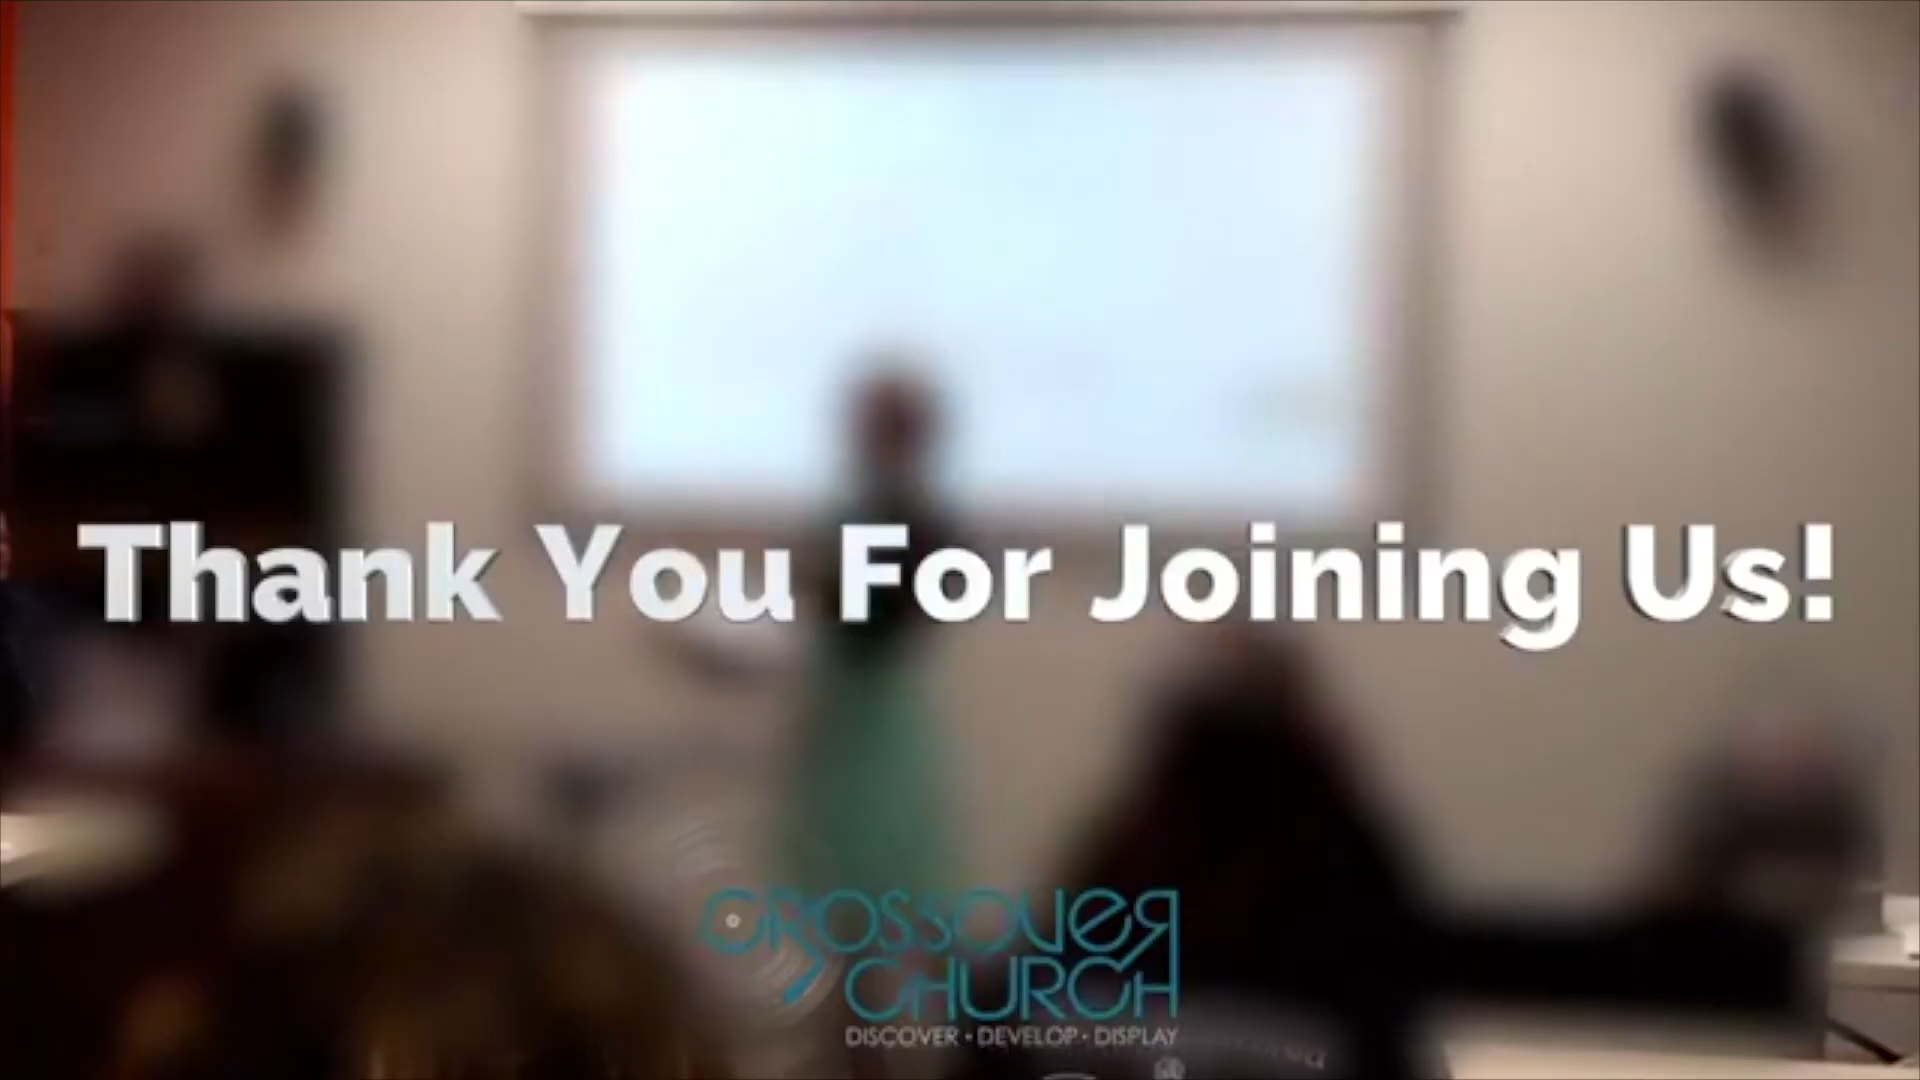 Thank You For Joining Us!
CROSSOVER
CHURCH
DISCOVER • DEVELOP • DISPLAY